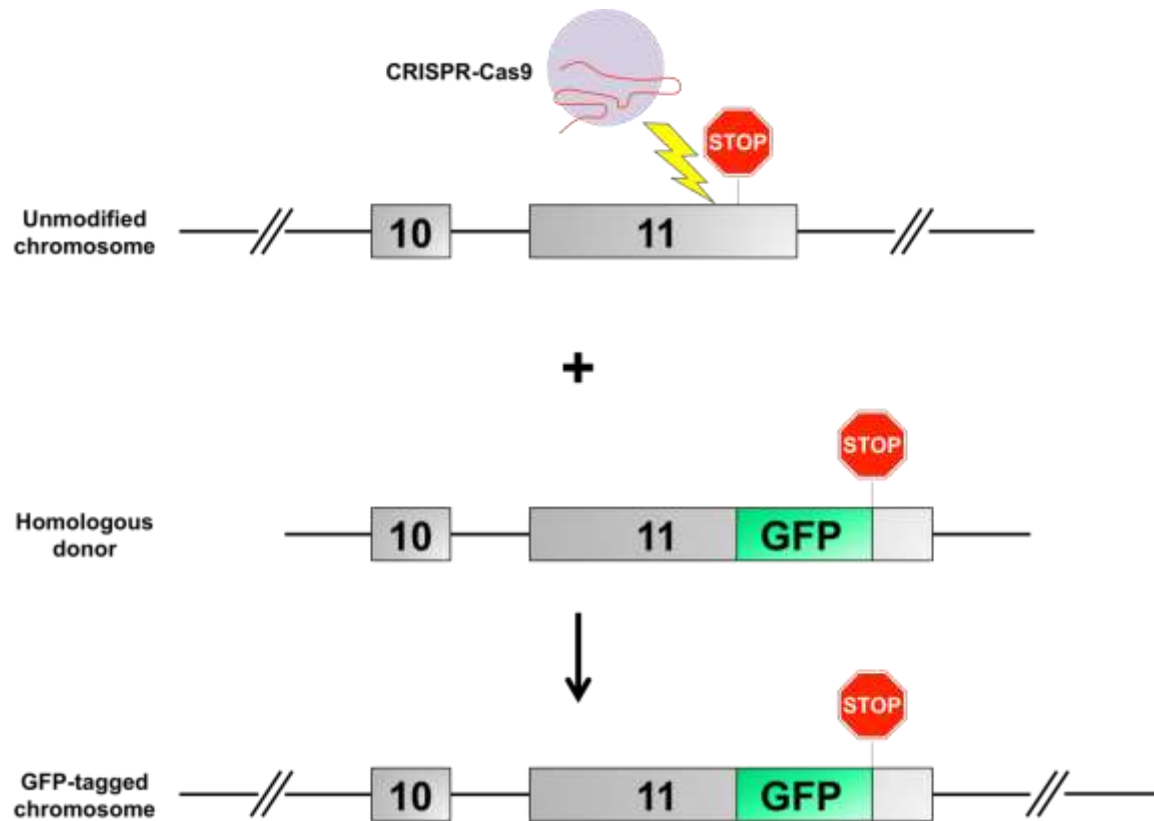 CRISPR-Cas9
STOP
Unmodified
chromosome
10
11
+
STOP
Homologous
donor
10
11
GFP
STOP
GFP-tagged
chromosome
10
11
GFP